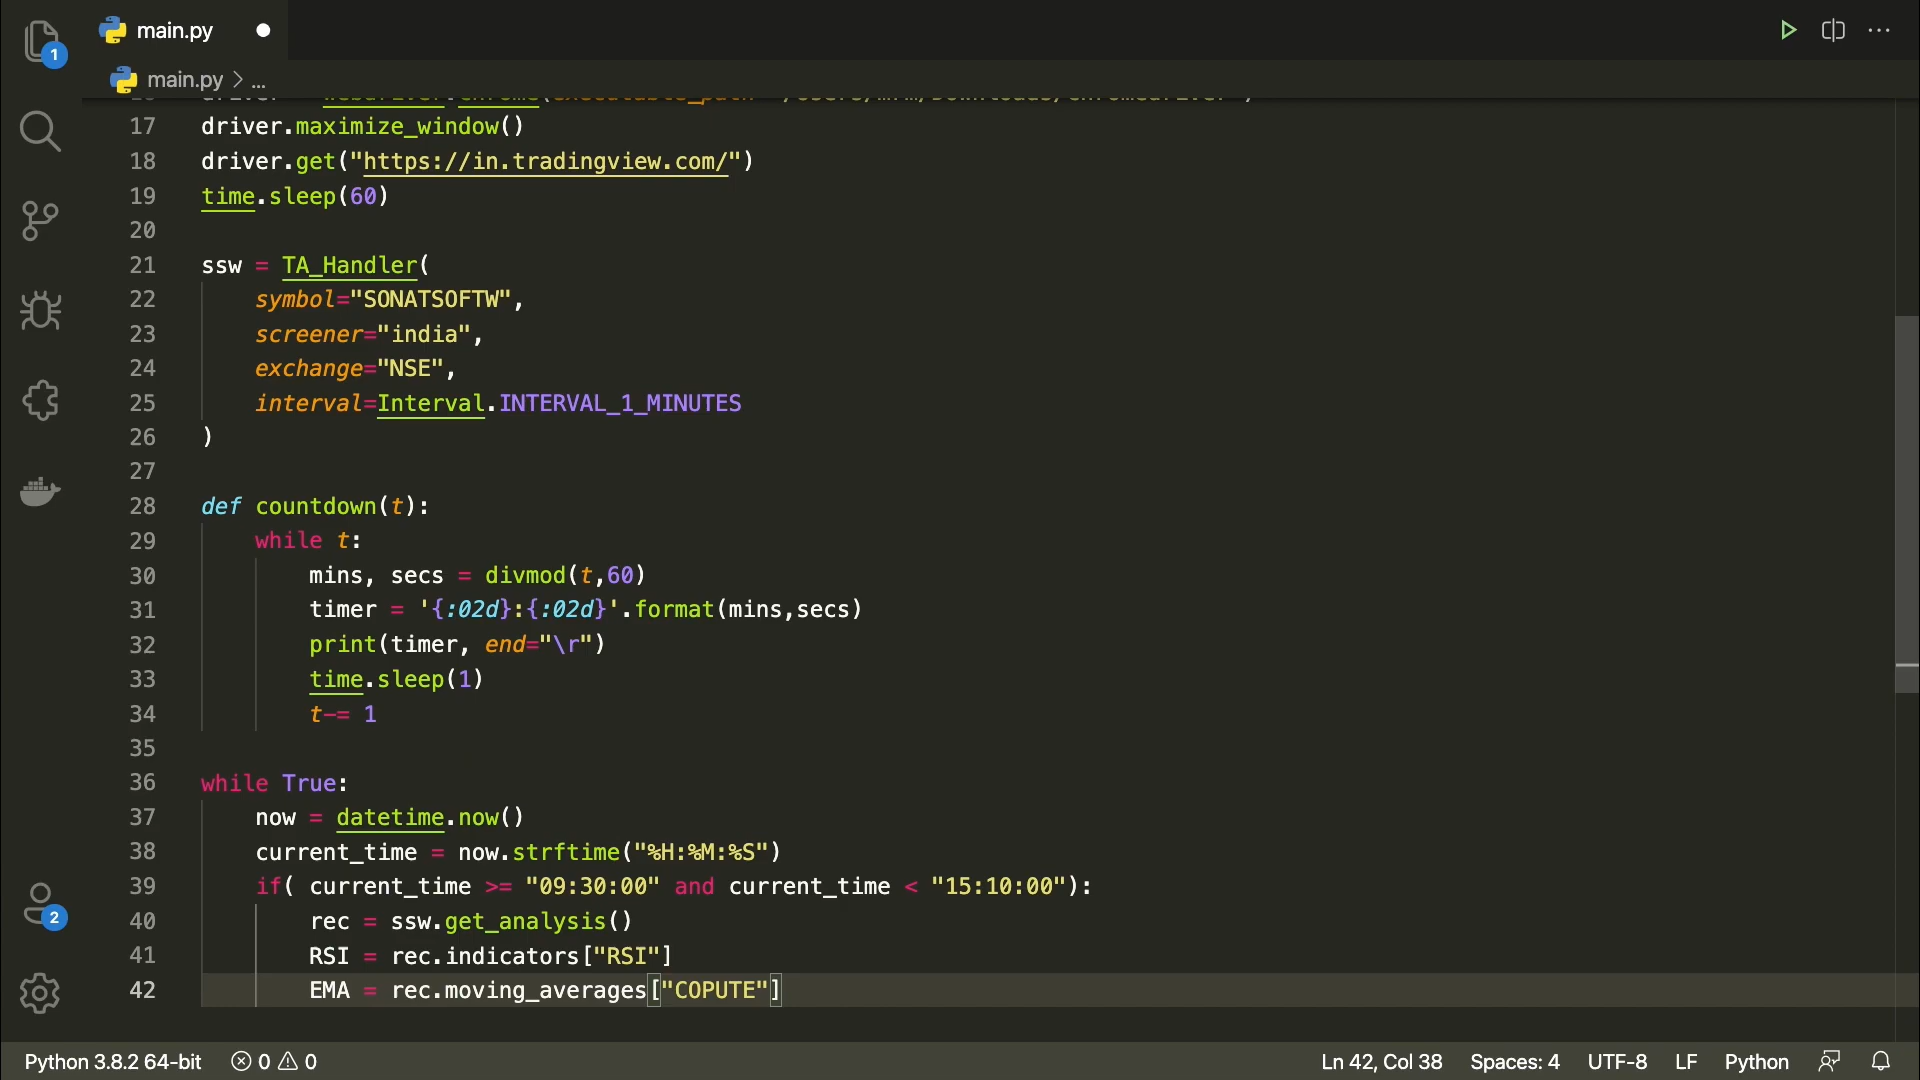 main.py
main.py > ...
17 driver.maximize_window()
18 driver.get("https://in.tradingview.com/")
19 time.sleep(60)
20
21 ssw = TA_Handler(
22 symbol="SONATSOFTW",
23 screener="india",
24 exchange="NSE",
25 interval=Interval.INTERVAL_1_MINUTES
26 )
27
28 def countdown(t):
29 while t:
30 mins, secs = divmod(t,60)
31 timer = '{:02d}:{:02d}'.format(mins,secs)
32 print(timer, end="\r")
33 time.sleep(1)
34 t-= 1
35
36 while True:
37 now = datetime.now()
38 current_time = now.strftime("%H:%M:%S")
39 if( current_time >= "09:30:00" and current_time < "15:10:00"):
40 rec = ssw.get_analysis()
41 RSI = rec.indicators["RSI"]
42 EMA = rec.moving_averages["COPUTE"]
1
2
Python 3.8.2 64-bit 0 0 Ln 42, Col 38 Spaces: 4 UTF-8 LF Python